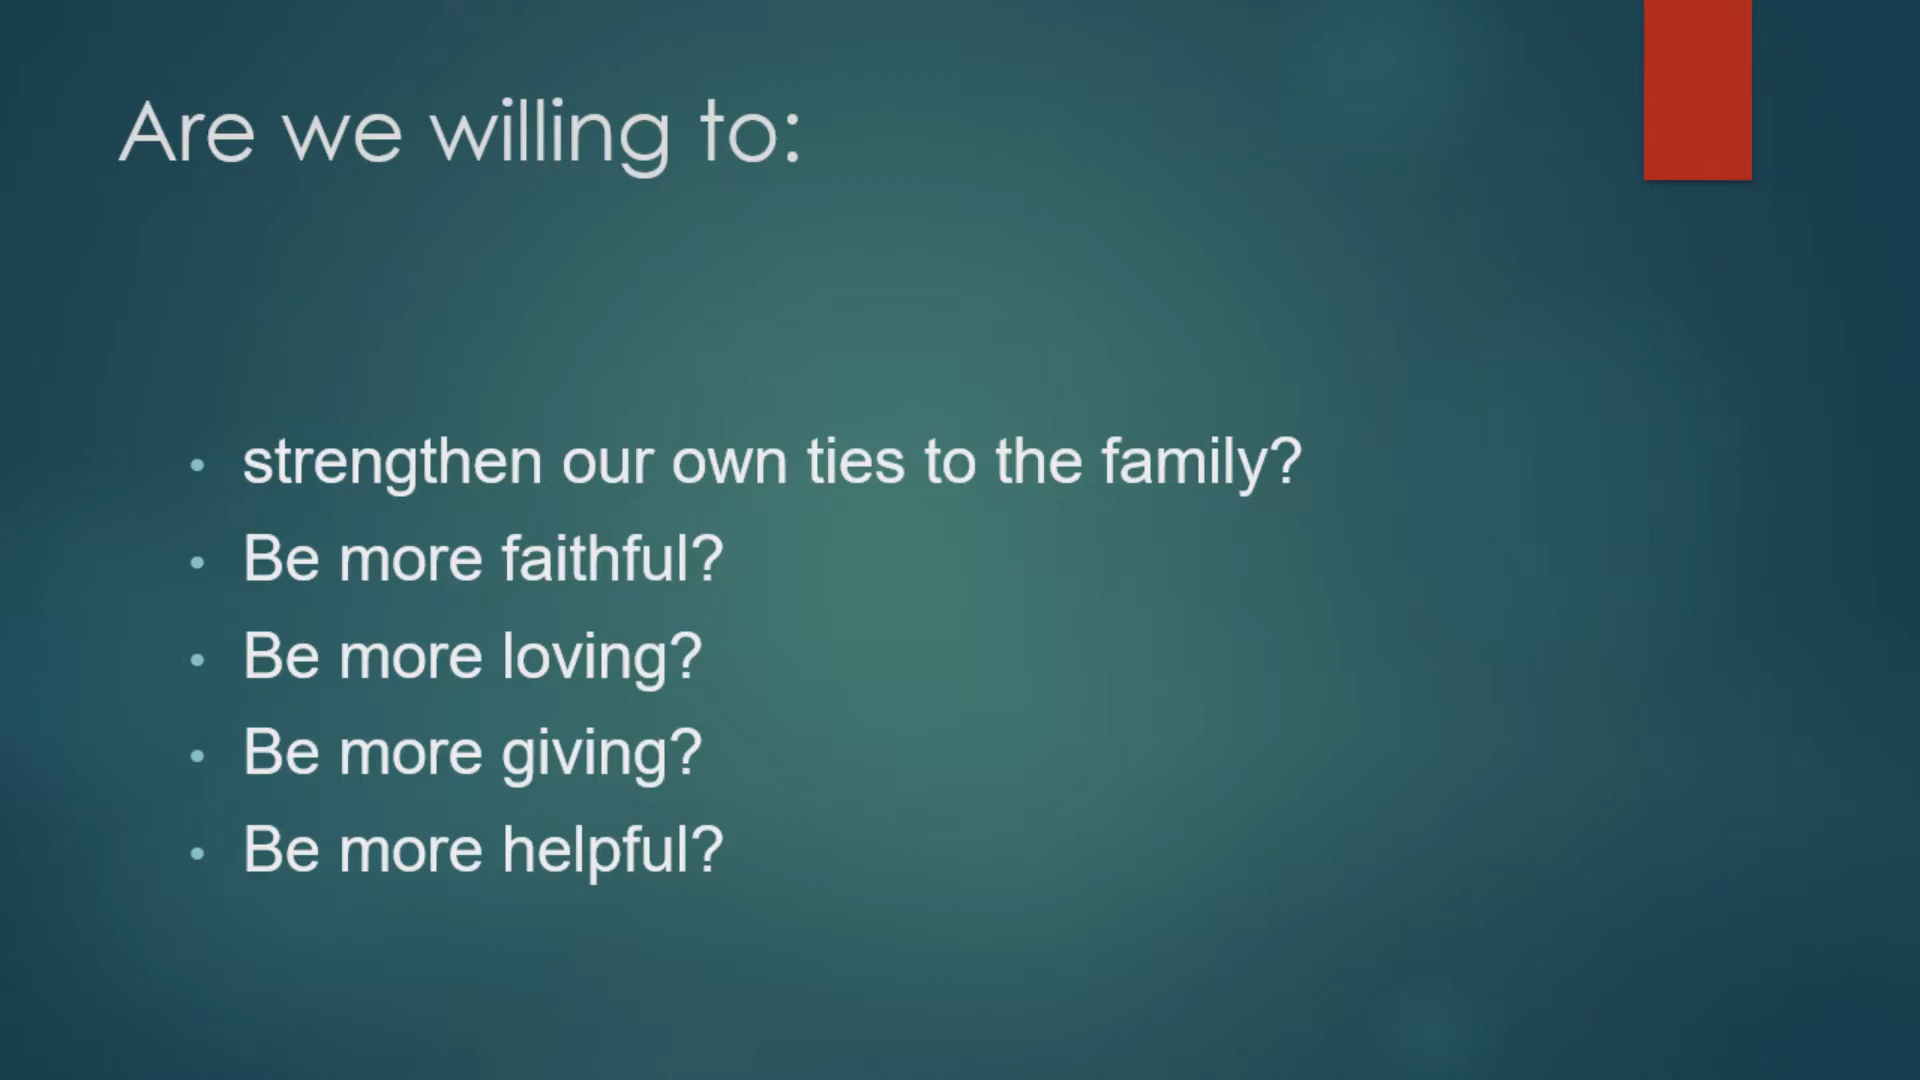 Are we willing to:
• strengthen our own ties to the family?
• Be more faithful?
• Be more loving?
• Be more giving?
• Be more helpful?